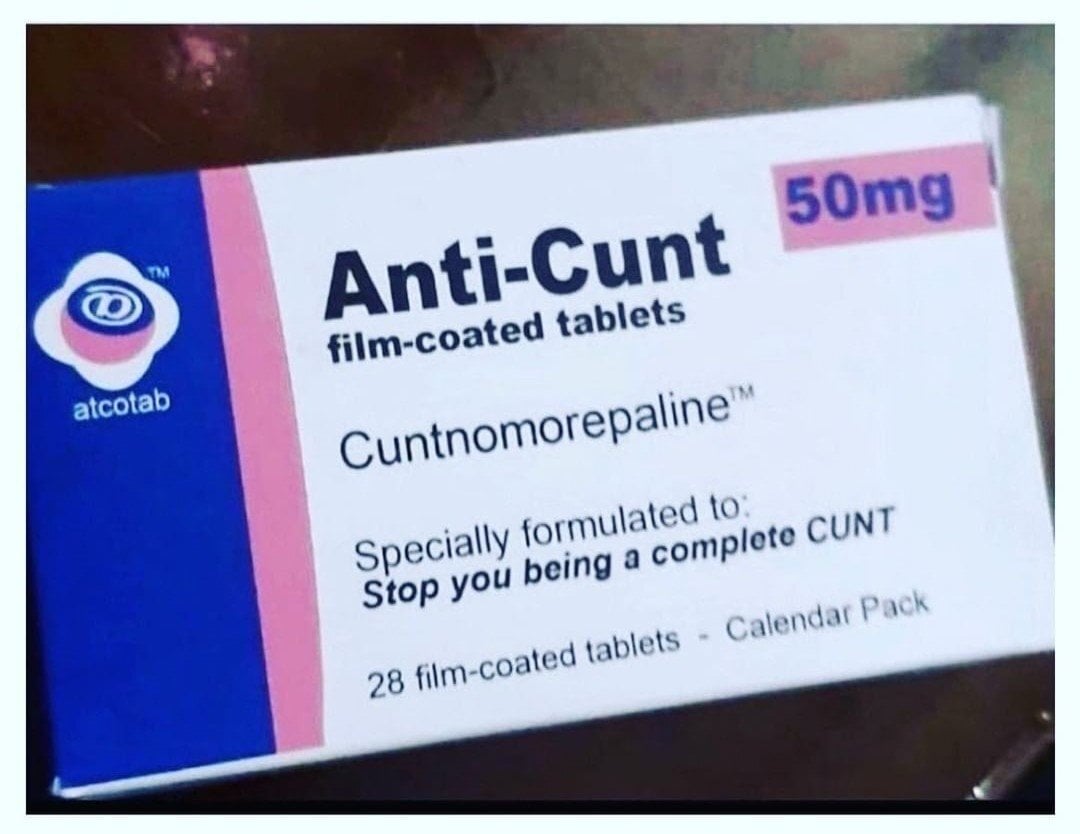 50mg
Anti-Cunt
film-coated tablets
Cuntnomorepaline™
Specially formulated to:
Stop you being a complete CUNT
28 film-coated tablets - Calendar Pack
TM
atcotab